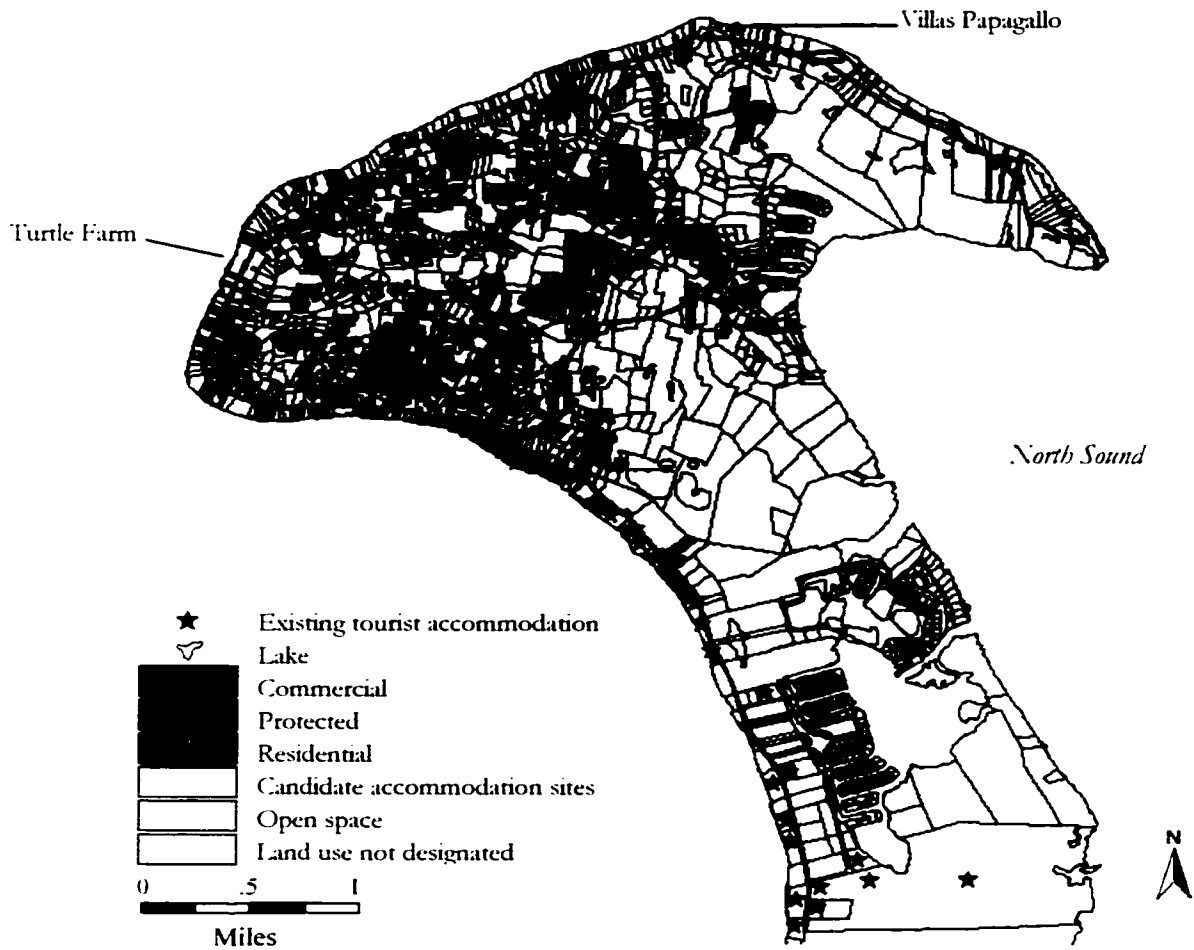 Villas Papagallo
Turtle Farm
North Sound
Existing tourist accommodation
Lake
Commercial
Protected
Residential
Candidate accommodation sites
Open space
Land use not designated
0 .5 1
Miles
N